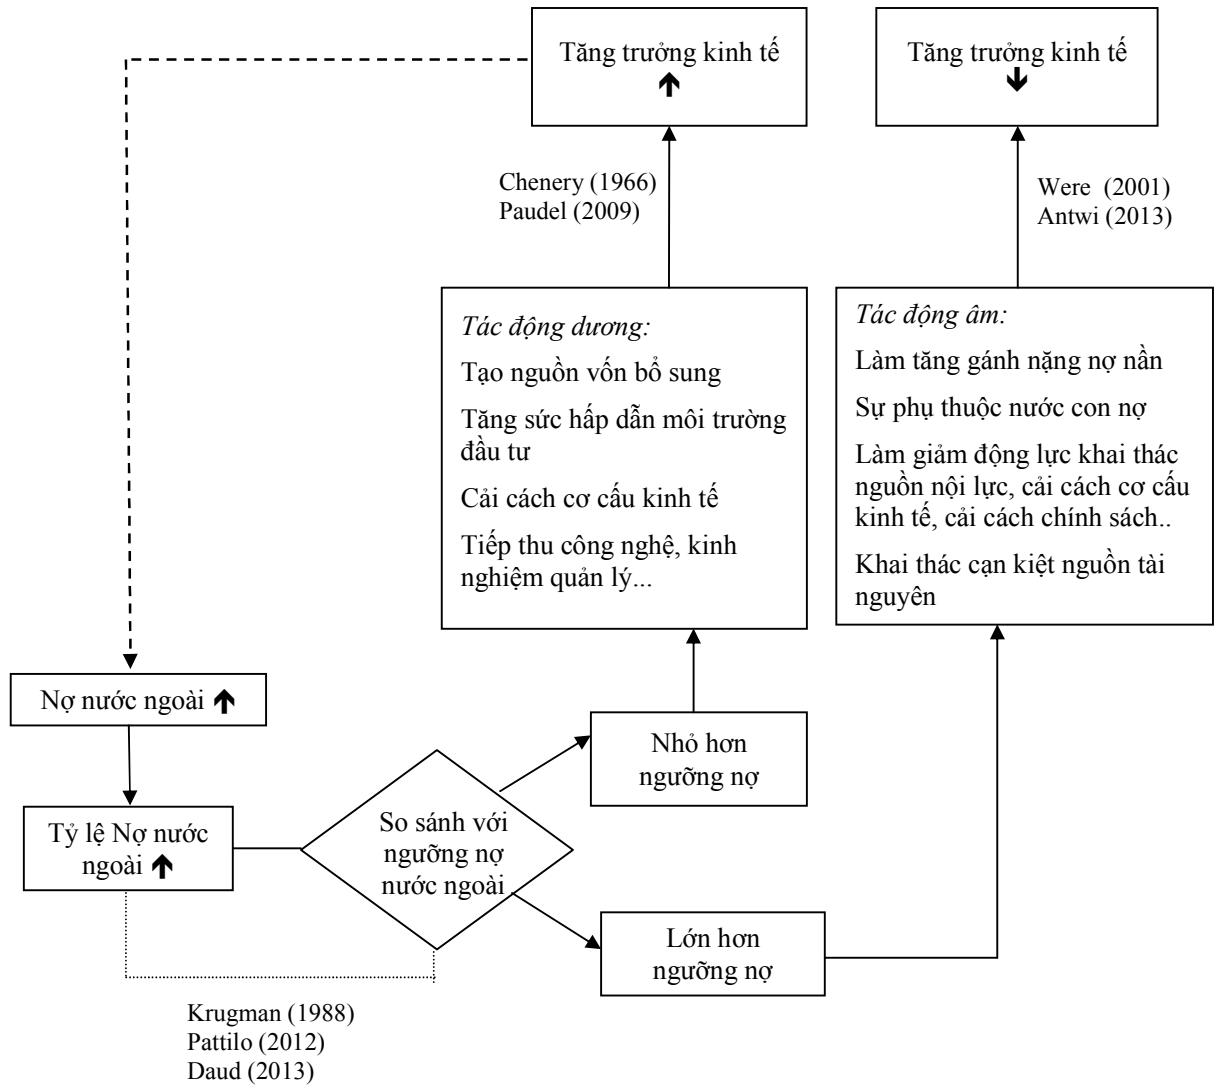 Tăng trưởng kinh tế
↑
Tăng trưởng kinh tế
↓
Chenery (1966)
Paudel (2009)
Were  (2001)
Antwi (2013)
Tác động dương:
Tạo nguồn vốn bổ sung
Tăng sức hấp dẫn môi trường
đầu tư
Cải cách cơ cấu kinh tế
Tiếp thu công nghệ, kinh
nghiệm quản lý...
Tác động âm:
Làm tăng gánh nặng nợ nần
Sự phụ thuộc nước con nợ
Làm giảm động lực khai thác
nguồn nội lực, cải cách cơ cấu
kinh tế, cải cách chính sách..
Khai thác cạn kiệt nguồn tài
nguyên
Nợ nước ngoài ↑
Nhỏ hơn
ngưỡng nợ
Tỷ lệ Nợ nước
ngoài ↑
So sánh với
ngưỡng nợ
nước ngoài
Lớn hơn
ngưỡng nợ
Krugman (1988)
Pattilo (2012)
Daud (2013)